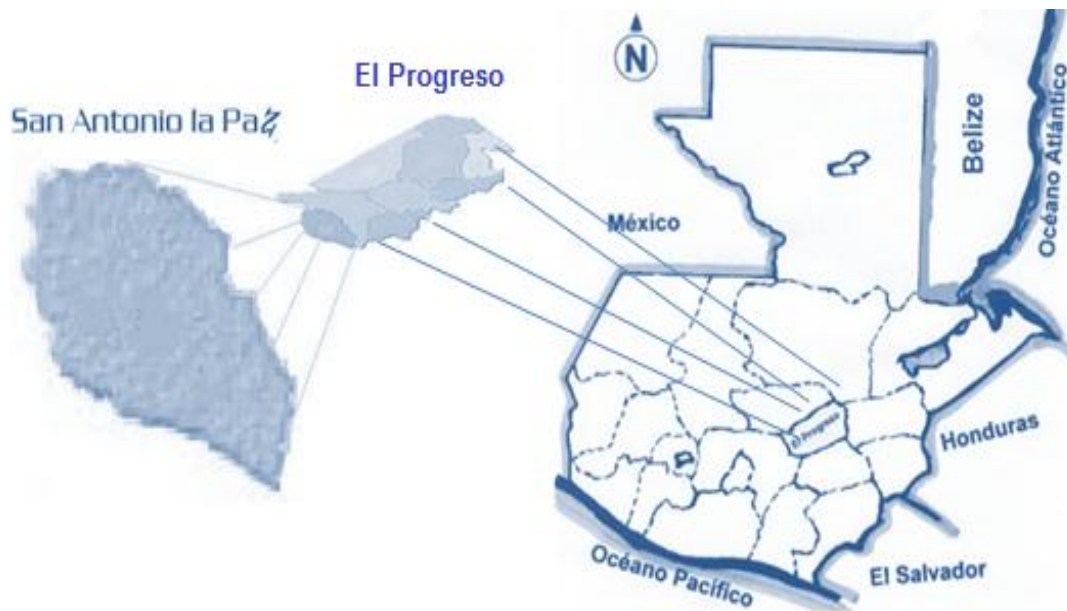 El Progreso
San Antonio la Paz
N
Belize
Océano Atlántico
México
El Progreso
Honduras
El Salvador
Océano Pacífico